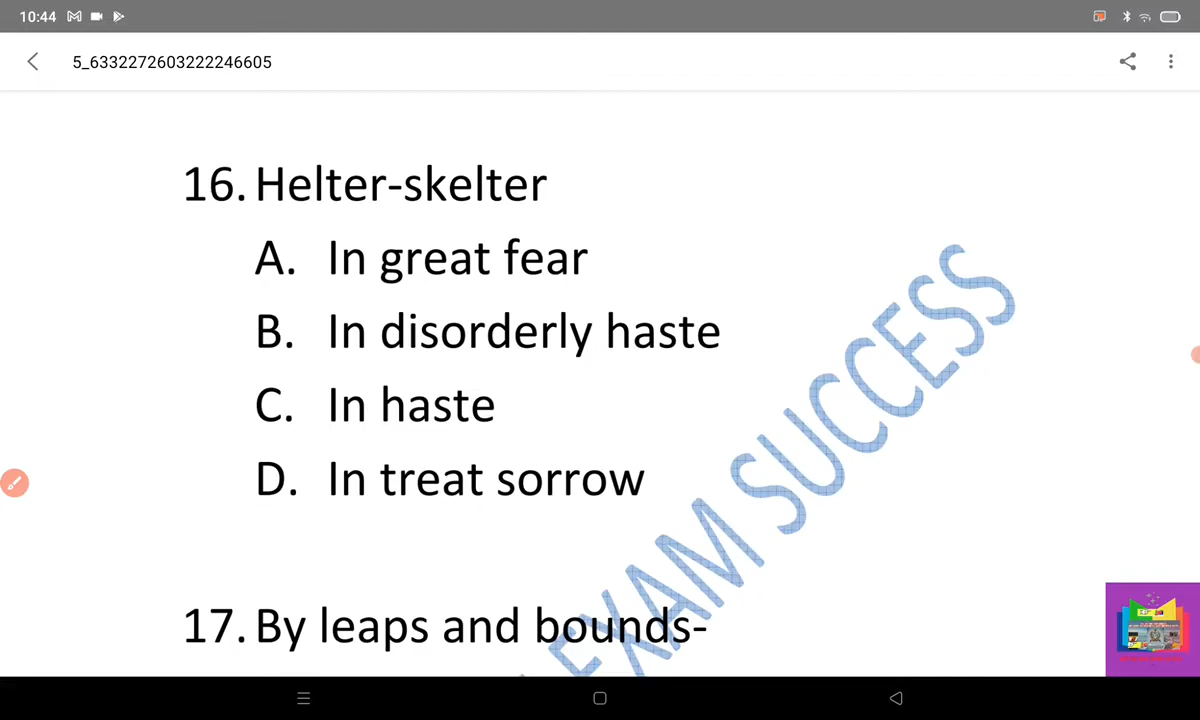 10:44
5_6332272603222246605
16. Helter-skelter
A. In great fear
B. In disorderly haste
C. In haste
D. In treat sorrow
17. By leaps and bounds-
EXAM SUCCESS